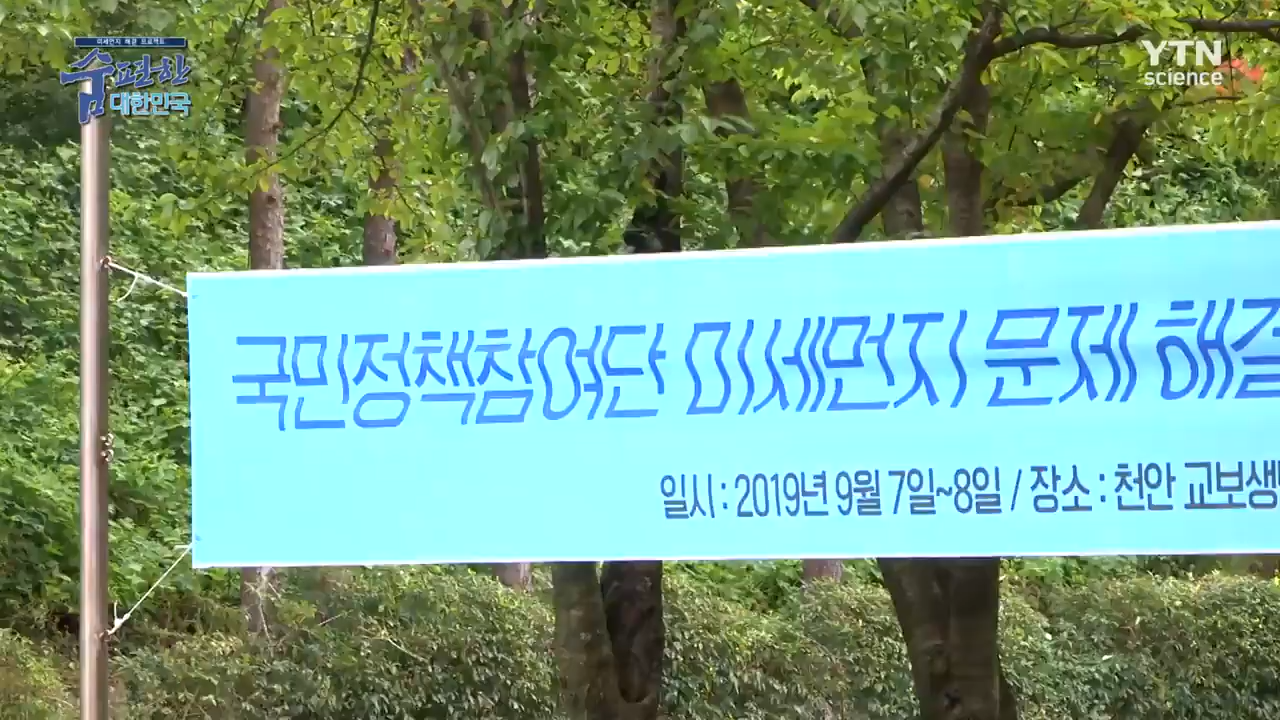 미세먼지 해결 프로젝트
숨편한
대한민국
YTN
science
국민정책참여단 미세먼지 문제 해결
일시 : 2019년 9월 7일~8일 / 장소 : 천안 교보생